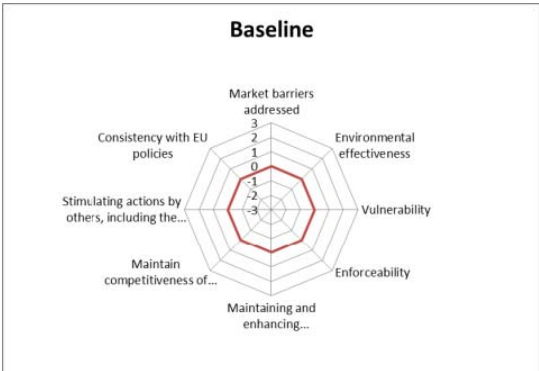 Baseline
Market barriers
addressed
3
2
1
0
-1
-2
-3
Environmental
effectiveness
Vulnerability
Enforceability
Maintaining and
enhancing...
Maintain
competitiveness of...
Stimulating actions by
others, including the...
Consistency with EU
policies